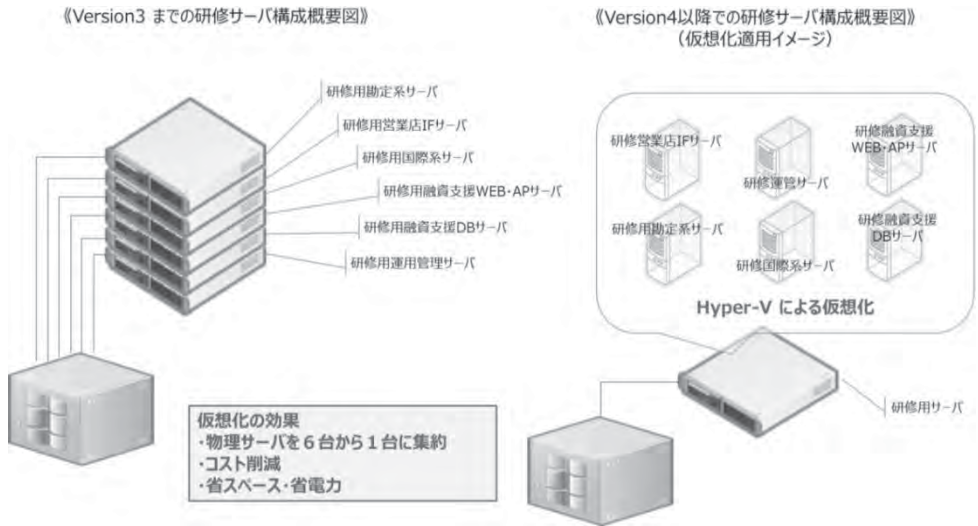 《Version3 までの研修サーバ構成概要図》
研修用勘定系サーバ
研修用営業店IFサーバ
研修用国際系サーバ
研修用融資支援WEB・APサーバ
研修用融資支援DBサーバ
研修用運用管理サーバ
仮想化の効果
・物理サーバを6台から1台に集約
・コスト削減
・省スペース・省電力
《Version4以降での研修サーバ構成概要図》
(仮想化適用イメージ)
研修営業店IFサーバ
研修運管サーバ
研修融資支援
WEB・APサーバ
研修用勘定系サーバ
研修国際系サーバ
研修融資支援
DBサーバ
Hyper-V による仮想化
研修用サーバ